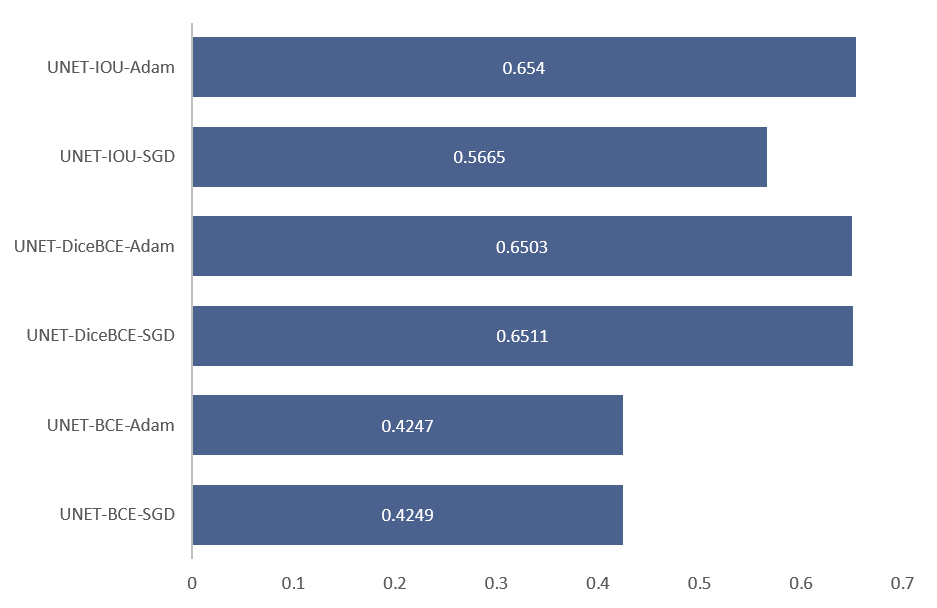 UNET-IOU-Adam
0.654
UNET-IOU-SGD
0.5665
UNET-DiceBCE-Adam
0.6503
UNET-DiceBCE-SGD
0.6511
UNET-BCE-Adam
0.4247
UNET-BCE-SGD
0.4249
0 0.1 0.2 0.3 0.4 0.5 0.6 0.7